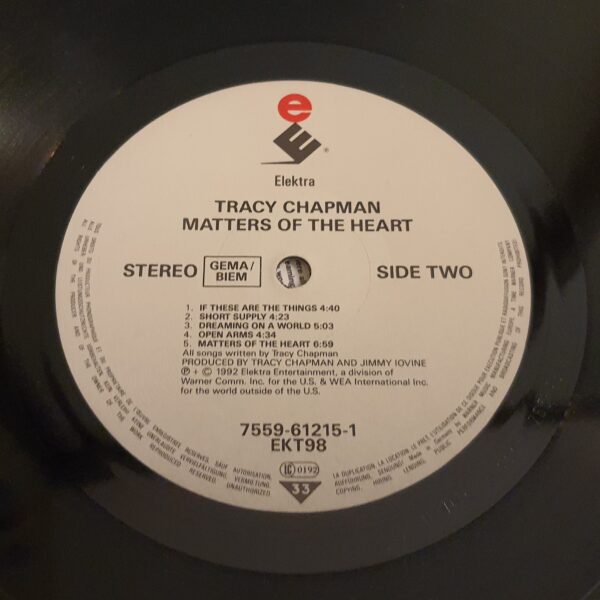 e
E
®
Elektra
TRACY CHAPMAN
MATTERS OF THE HEART
STEREO GEMA/ BIEM SIDE TWO
1. IF THESE ARE THE THINGS 4:40
2. SHORT SUPPLY 4:23
3. DREAMING ON A WORLD 5:03
4. OPEN ARMS 4:34
5. MATTERS OF THE HEART 6:59
All songs written by Tracy Chapman
PRODUCED BY TRACY CHAPMAN AND JIMMY IOVINE
℗ + © 1992 Elektra Entertainment, a division of
Warner Comm. Inc. for the U.S. & WEA International Inc.
for the world outside of the U.S.
7559-61215-1
EKT98
LC 0192
33